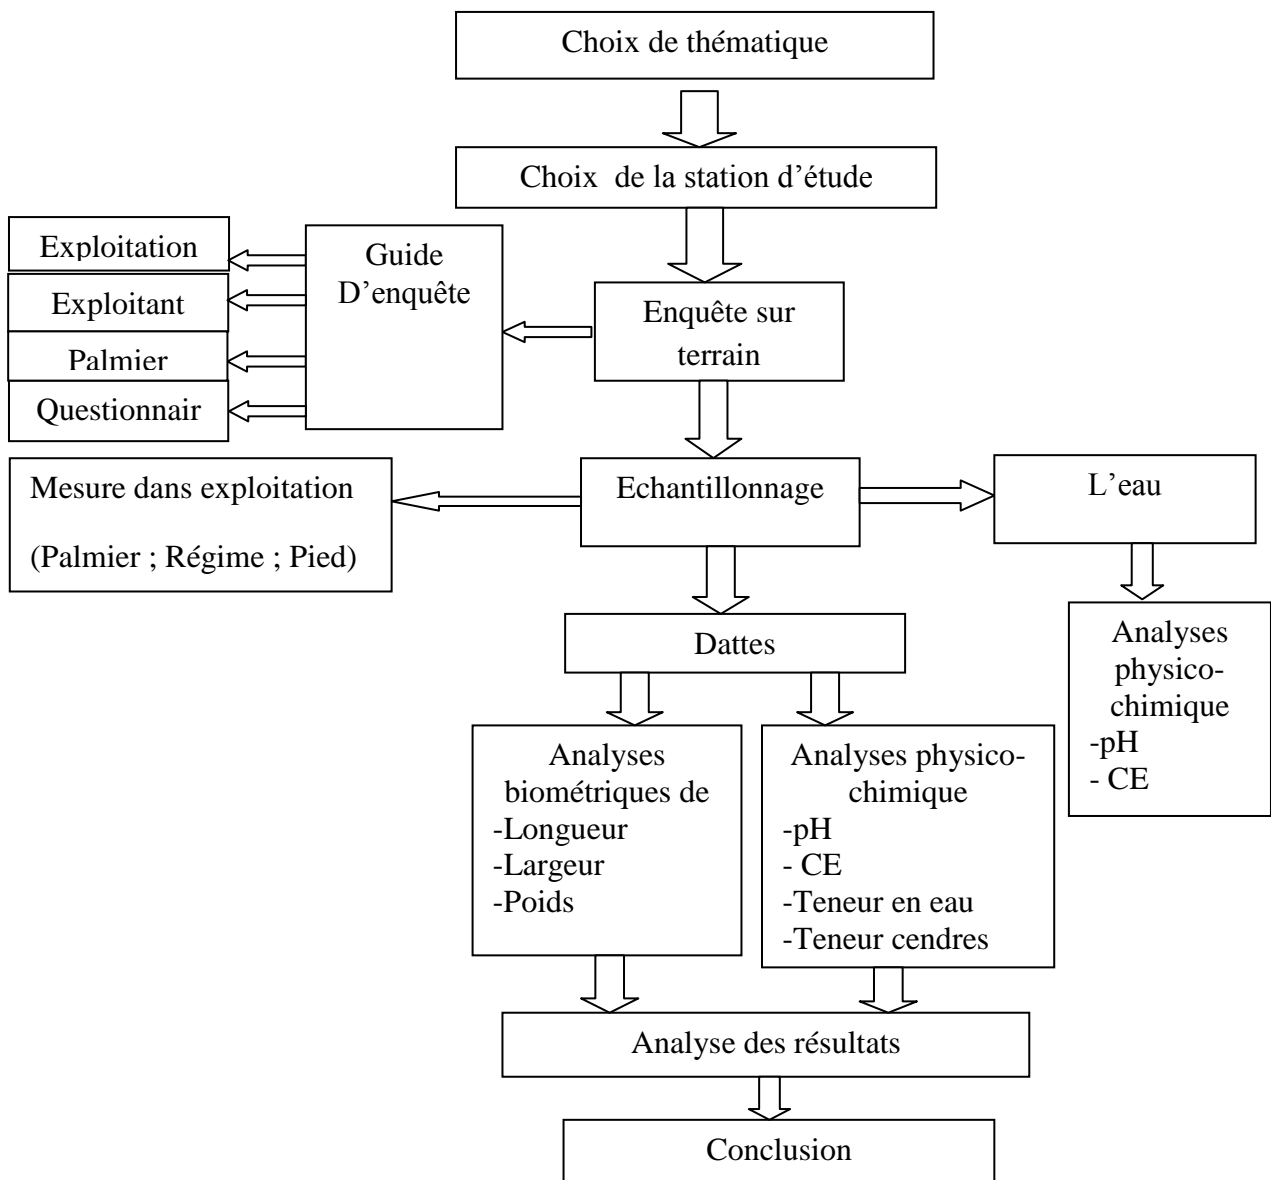 Choix de thématique
Choix de la station d’étude
Exploitation
Exploitant
Palmier
Questionnair
Guide
D’enquête
Enquête sur
terrain
Mesure dans exploitation
(Palmier ; Régime ; Pied)
Echantillonnage
L’eau
Analyses
physico-
chimique
-pH
- CE
Dattes
Analyses
biométriques de
-Longueur
-Largeur
-Poids
Analyses physico-
chimique
-pH
- CE
-Teneur en eau
-Teneur cendres
Analyse des résultats
Conclusion